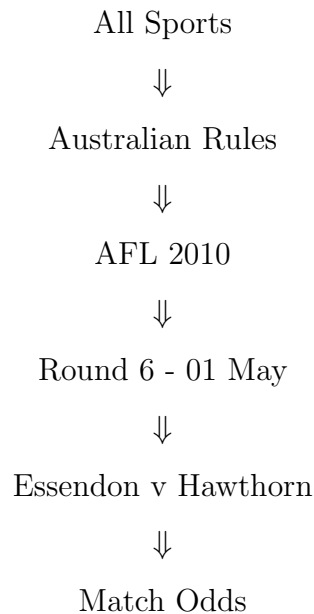 All Sports
⇓
Australian Rules
⇓
AFL 2010
⇓
Round 6 - 01 May
⇓
Essendon v Hawthorn
⇓
Match Odds